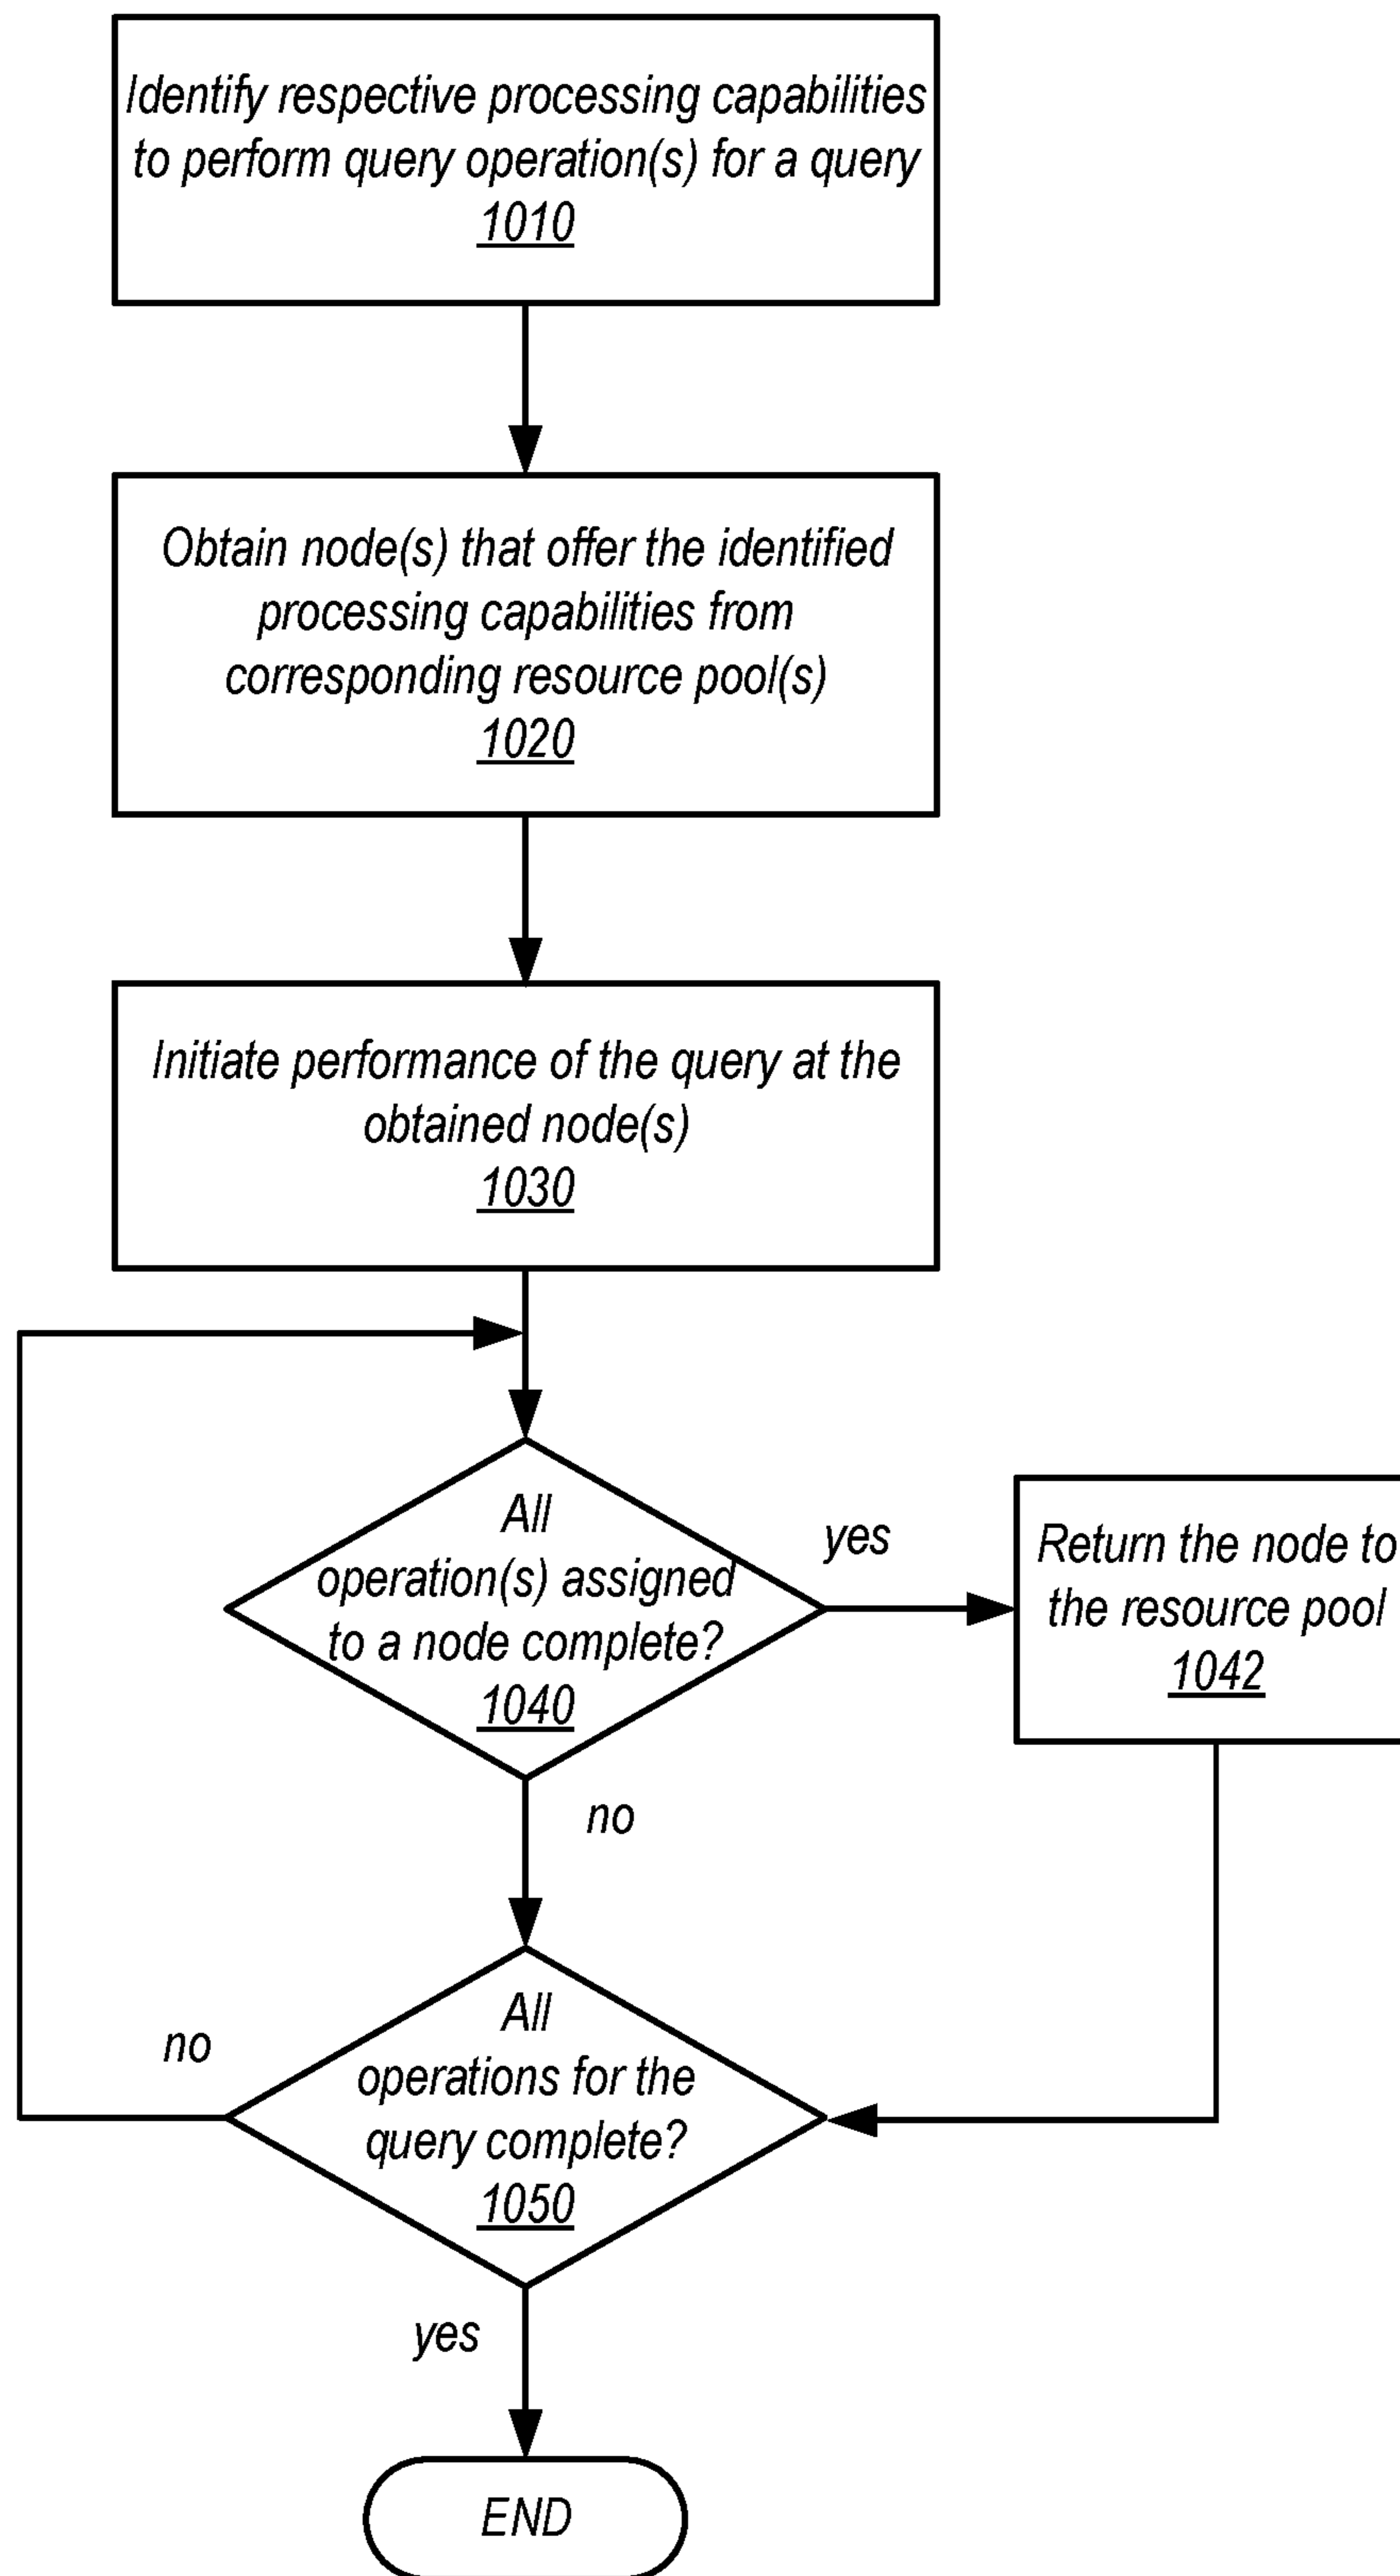 Identify respective processing capabilities
to perform query operation(s) for a query
1010
Obtain node(s) that offer the identified
processing capabilities from
corresponding resource pool(s)
1020
Initiate performance of the query at the
obtained node(s)
1030
All
operation(s) assigned
to a node complete?
1040
yes
Return the node to
the resource pool
1042
no
All
operations for the
query complete?
1050
no
yes
END